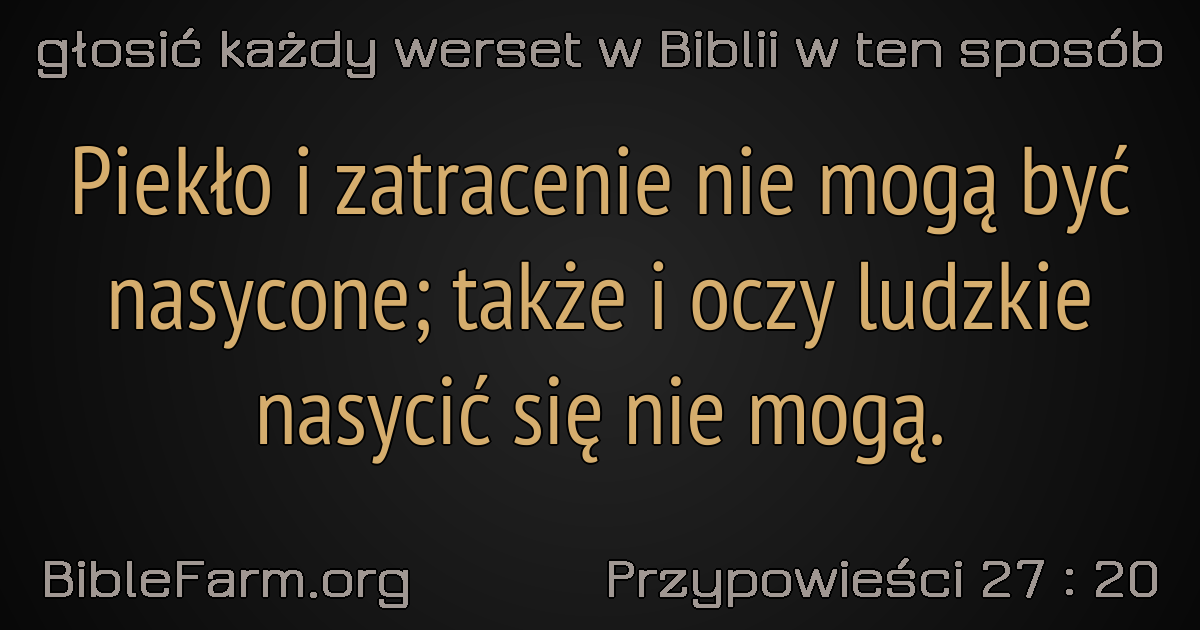 głosić każdy werset w Biblii w ten sposób
Piekło i zatracenie nie mogą być
nasycone; także i oczy ludzkie
nasycić się nie mogą.
BibleFarm.org
Przypowieści 27 : 20